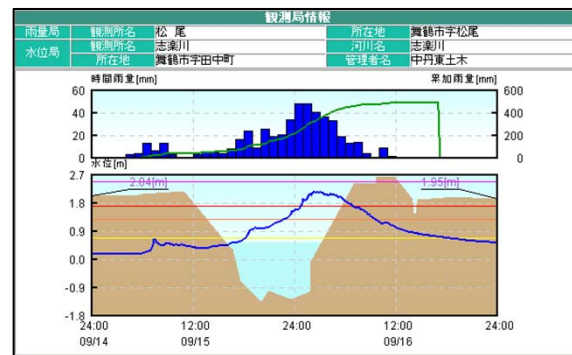 観測局情報
雨量局 観測所名 松 尾 所在地 舞鶴市字松尾
水位局 観測所名 志楽川 河川名 志楽川
所在地 舞鶴市字田中町 管理者名 中丹東土木
時間雨量[mm] 累加雨量[mm]
60 600
40 400
20 200
0 0
水位[m]
2.7
2.04[m] 1.95[m]
1.8
0.9
0.0
-0.9
-1.8
24:00 12:00 24:00 12:00 24:00
09/14 09/15 09/16